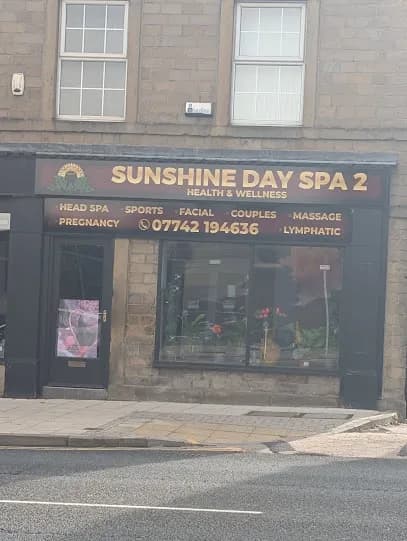 SUNSHINE DAY SPA 2
HEALTH & WELLNESS
HEAD SPA SPORTS FACIAL COUPLES MASSAGE
PREGNANCY 07742 194636 LYMPHATIC